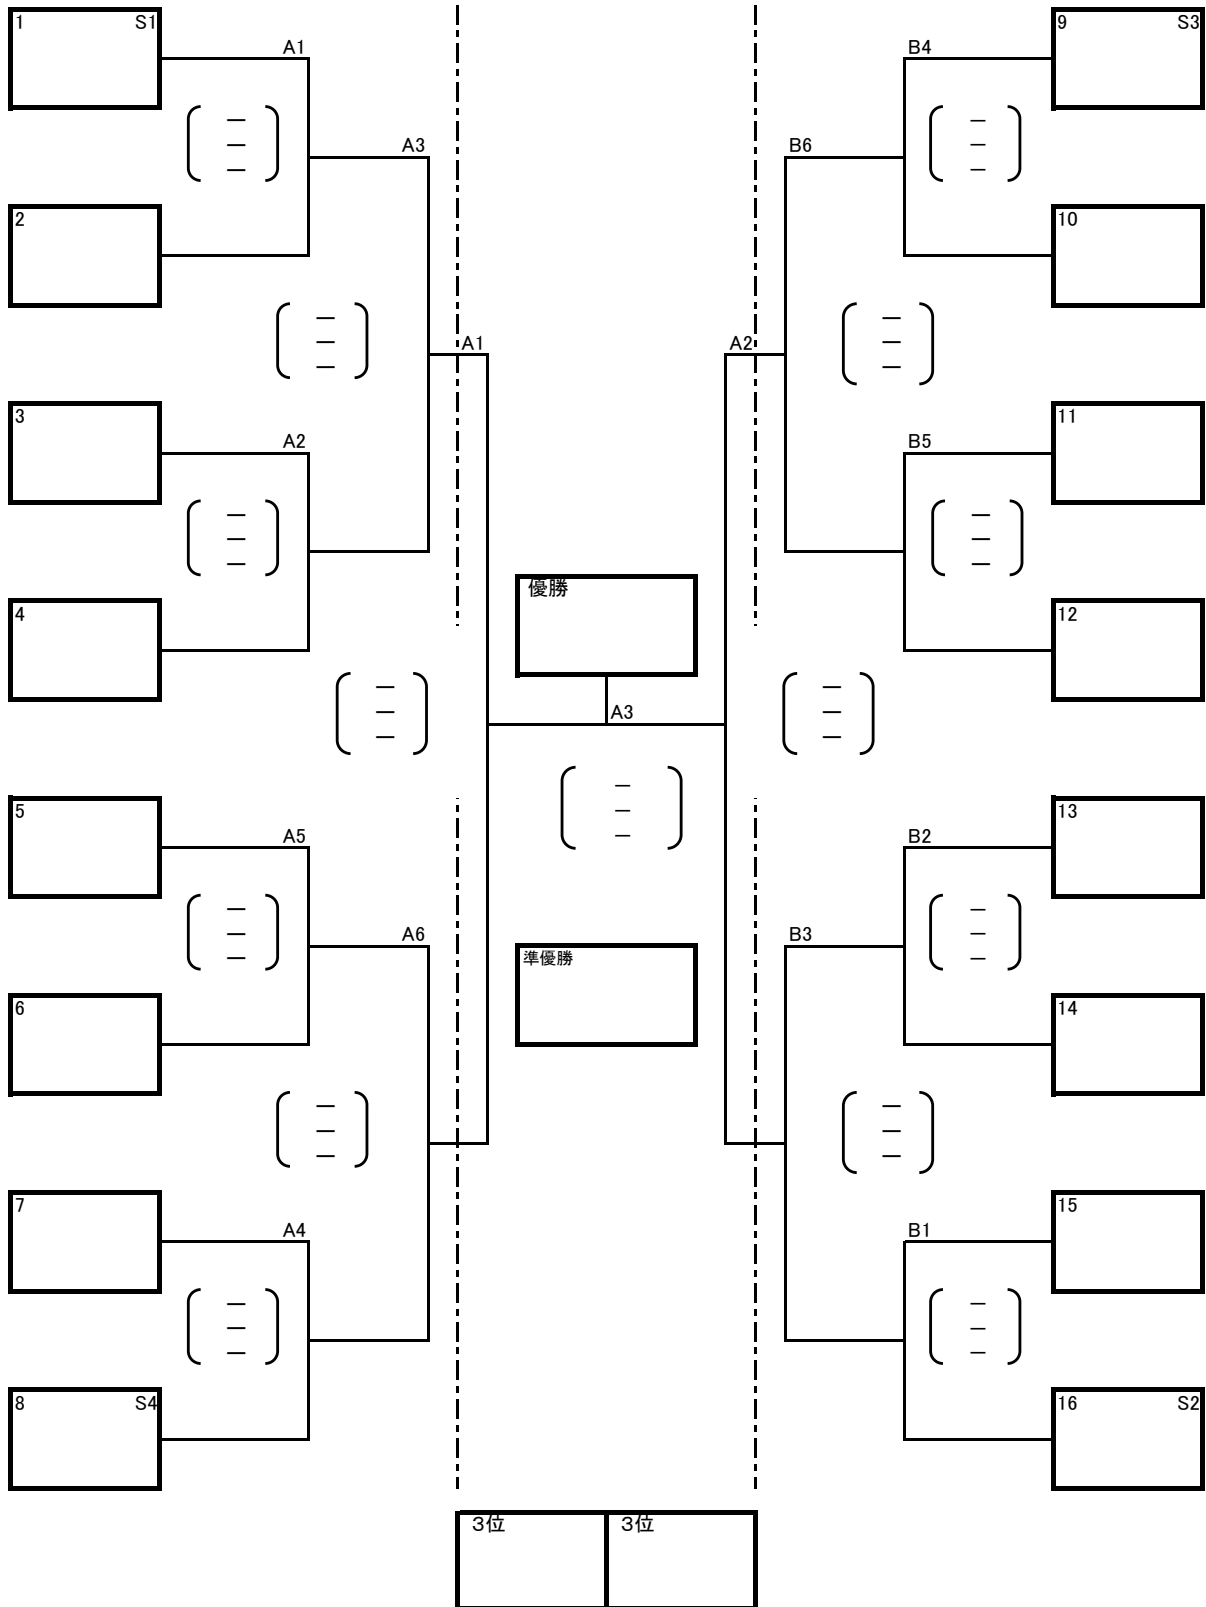 1 S1
9 S3
A1
B4
— —
— —
— —
A3
B6
2
10
— —
— —
— —
A1
A2
3
11
A2
B5
— —
— —
— —
優勝
4
12
— —
— —
— —
A3
5
13
—
—
—
A5
B2
— —
— —
— —
A6
B3
準優勝
6
14
— —
— —
— —
7
15
A4
B1
— —
— —
— —
8 S4
16 S2
3位 3位